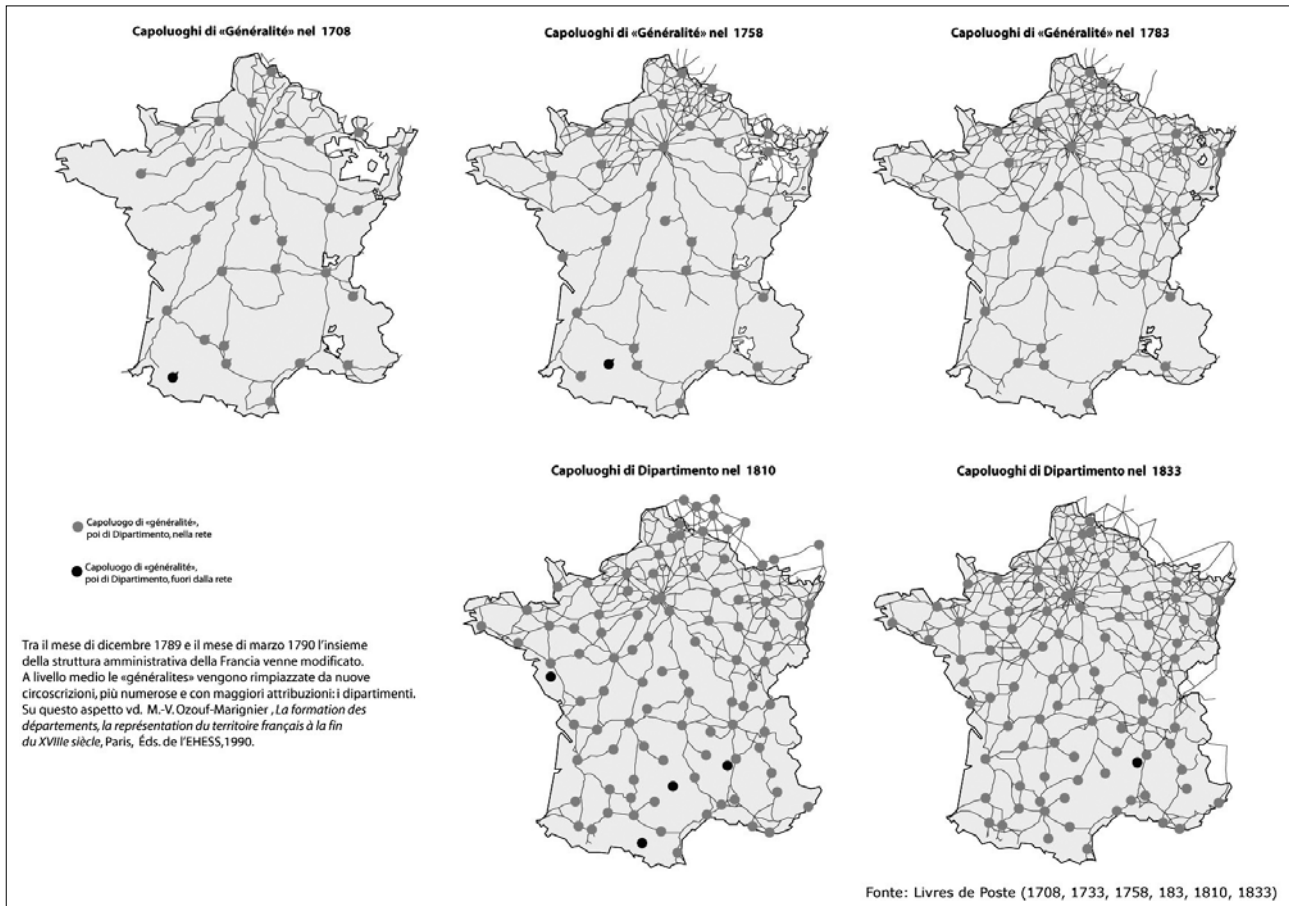 Capoluoghi di «Généralité» nel 1708
Capoluoghi di «Généralité» nel 1758
Capoluoghi di «Généralité» nel 1783
Capoluoghi di Dipartimento nel 1810
Capoluoghi di Dipartimento nel 1833
Capoluogo di «généralité»,
poi di Dipartimento, nella rete
Capoluogo di «généralité»,
poi di Dipartimento, fuori dalla rete
Tra il mese di dicembre 1789 e il mese di marzo 1790 l'insieme
della struttura amministrativa della Francia venne modificato.
A livello medio le «généralites» vengono rimpiazzate da nuove
circoscrizioni, più numerose e con maggiori attribuzioni: i dipartimenti.
Su questo aspetto vd. M.-V. Ozouf-Marignier , La formation des
départements, la représentation du territoire français à la fin
du XVIIIe siècle, Paris, Éds. de l'EHESS,1990.
Fonte: Livres de Poste (1708, 1733, 1758, 183, 1810, 1833)